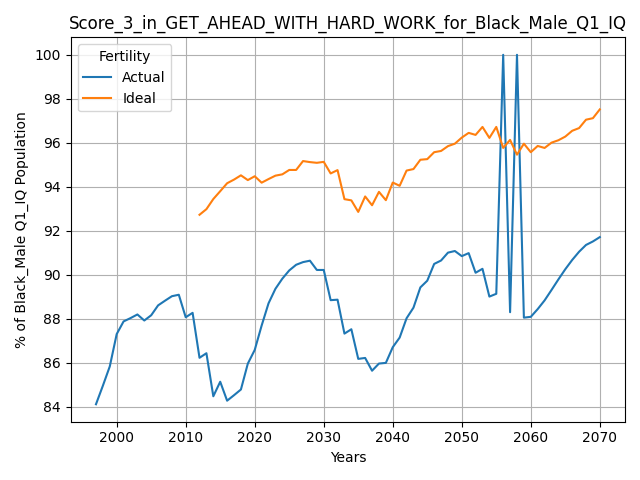 Score_3_in_GET_AHEAD_WITH_HARD_WORK_for_Black_Male_Q1_IQ
Fertility
Actual
Ideal
% of Black_Male Q1_IQ Population
100
98
96
94
92
90
88
86
84
2000 2010 2020 2030 2040 2050 2060 2070
Years